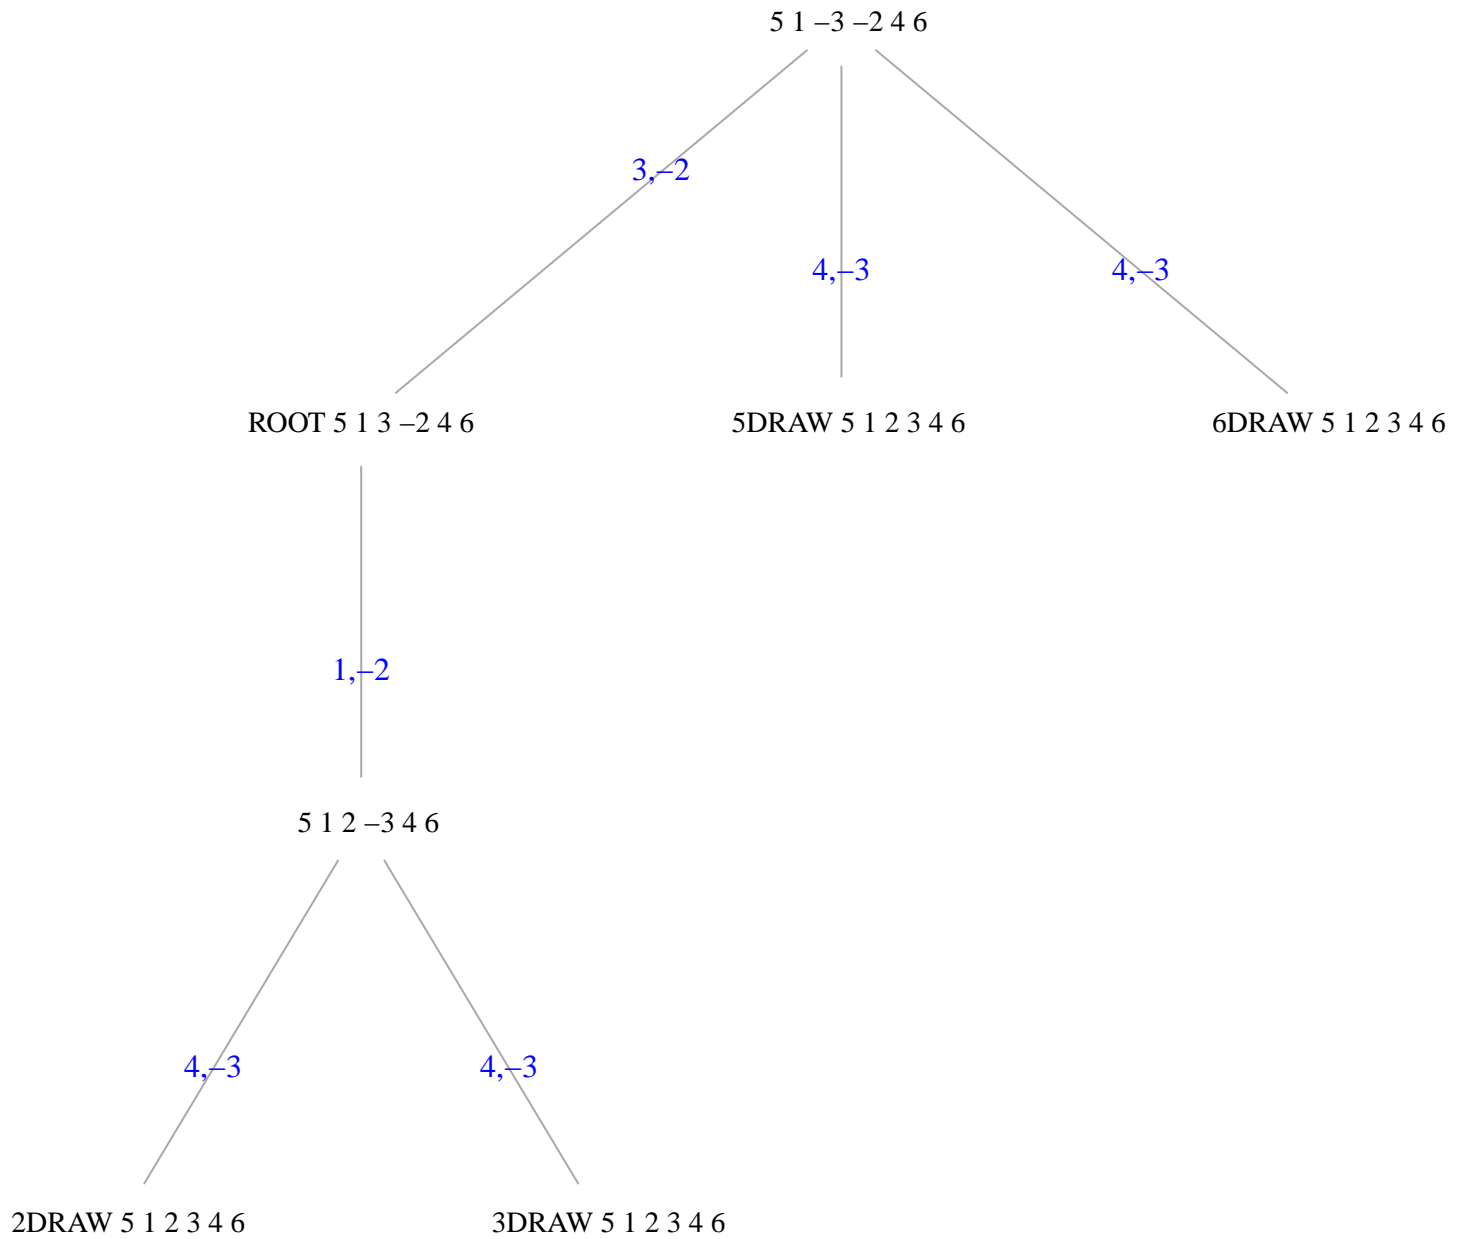 5 1 –3 –2 4 6
3,–2
4,–3
4,–3
ROOT 5 1 3 –2 4 6
5DRAW 5 1 2 3 4 6
6DRAW 5 1 2 3 4 6
1,–2
5 1 2 –3 4 6
4,–3
4,–3
2DRAW 5 1 2 3 4 6
3DRAW 5 1 2 3 4 6